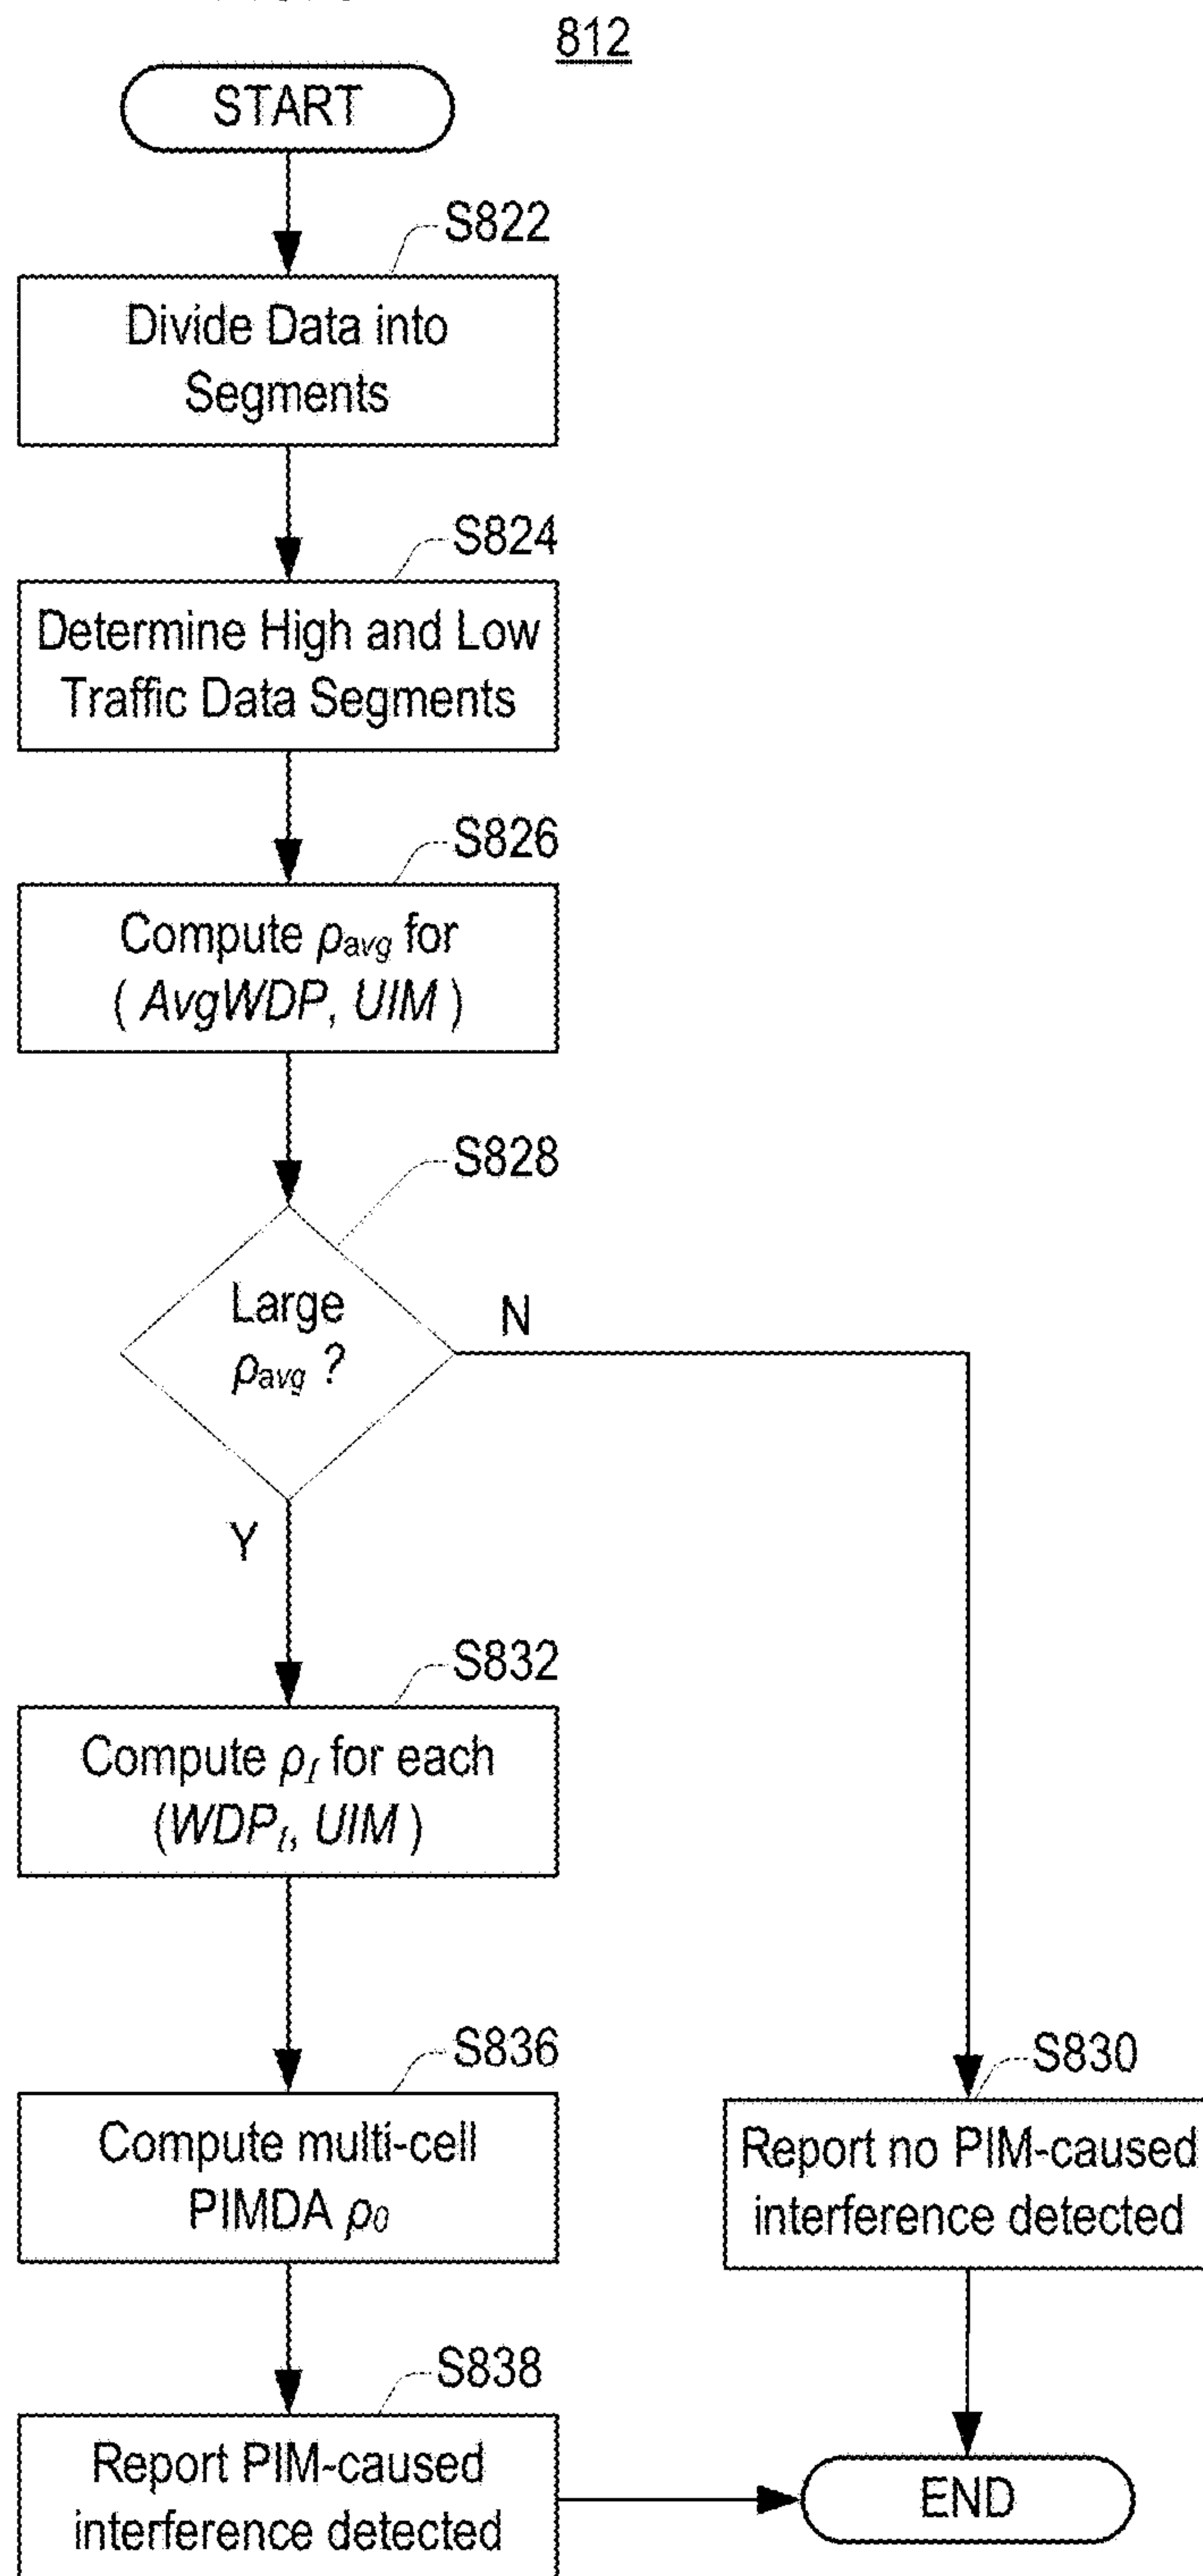 812
START
S822
Divide Data into
Segments
S824
Determine High and Low
Traffic Data Segments
S826
Compute ρavg for
( AvgWDP, UIM )
S828
Large
ρavg ?
N
Y
S832
Compute ρi for each
(WDPi, UIM )
S836
Compute multi-cell
PIMDA ρ0
S830
Report no PIM-caused
interference detected
S838
Report PIM-caused
interference detected
END